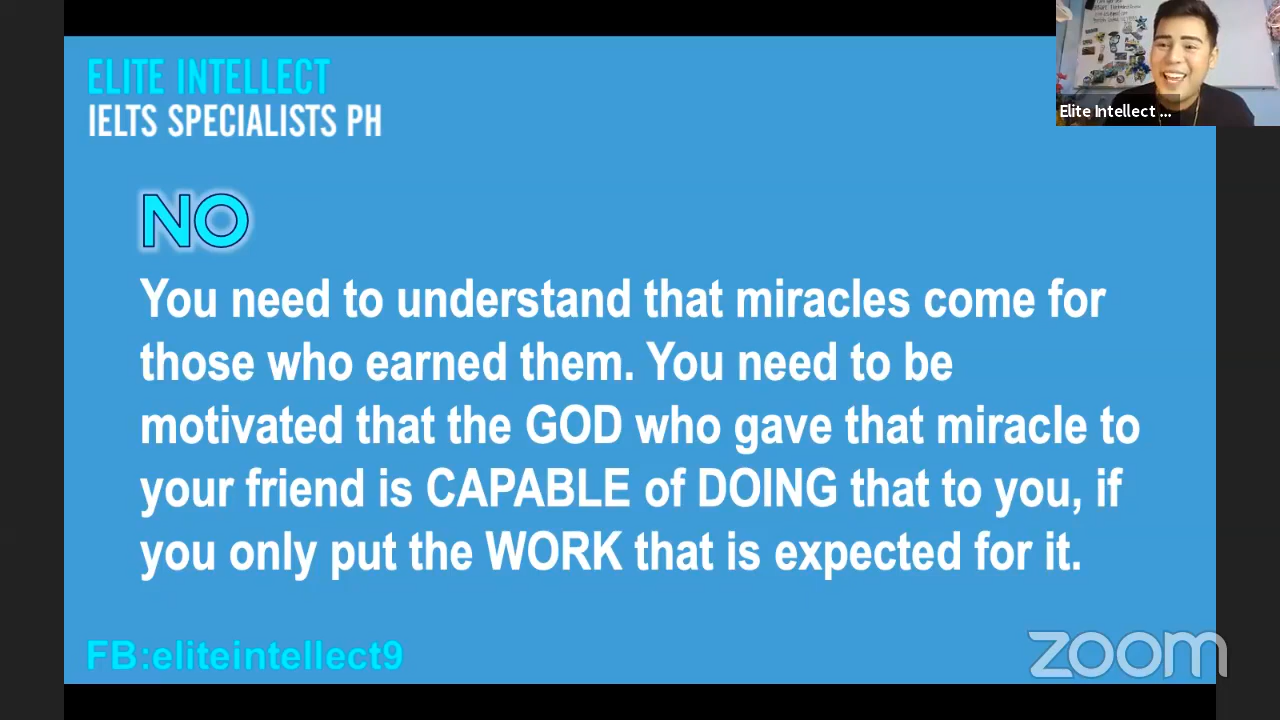 ELITE INTELLECT
IELTS SPECIALISTS PH
Elite Intellect ...
NO
You need to understand that miracles come for
those who earned them. You need to be
motivated that the GOD who gave that miracle to
your friend is CAPABLE of DOING that to you, if
you only put the WORK that is expected for it.
FB:eliteintellect9
zoom